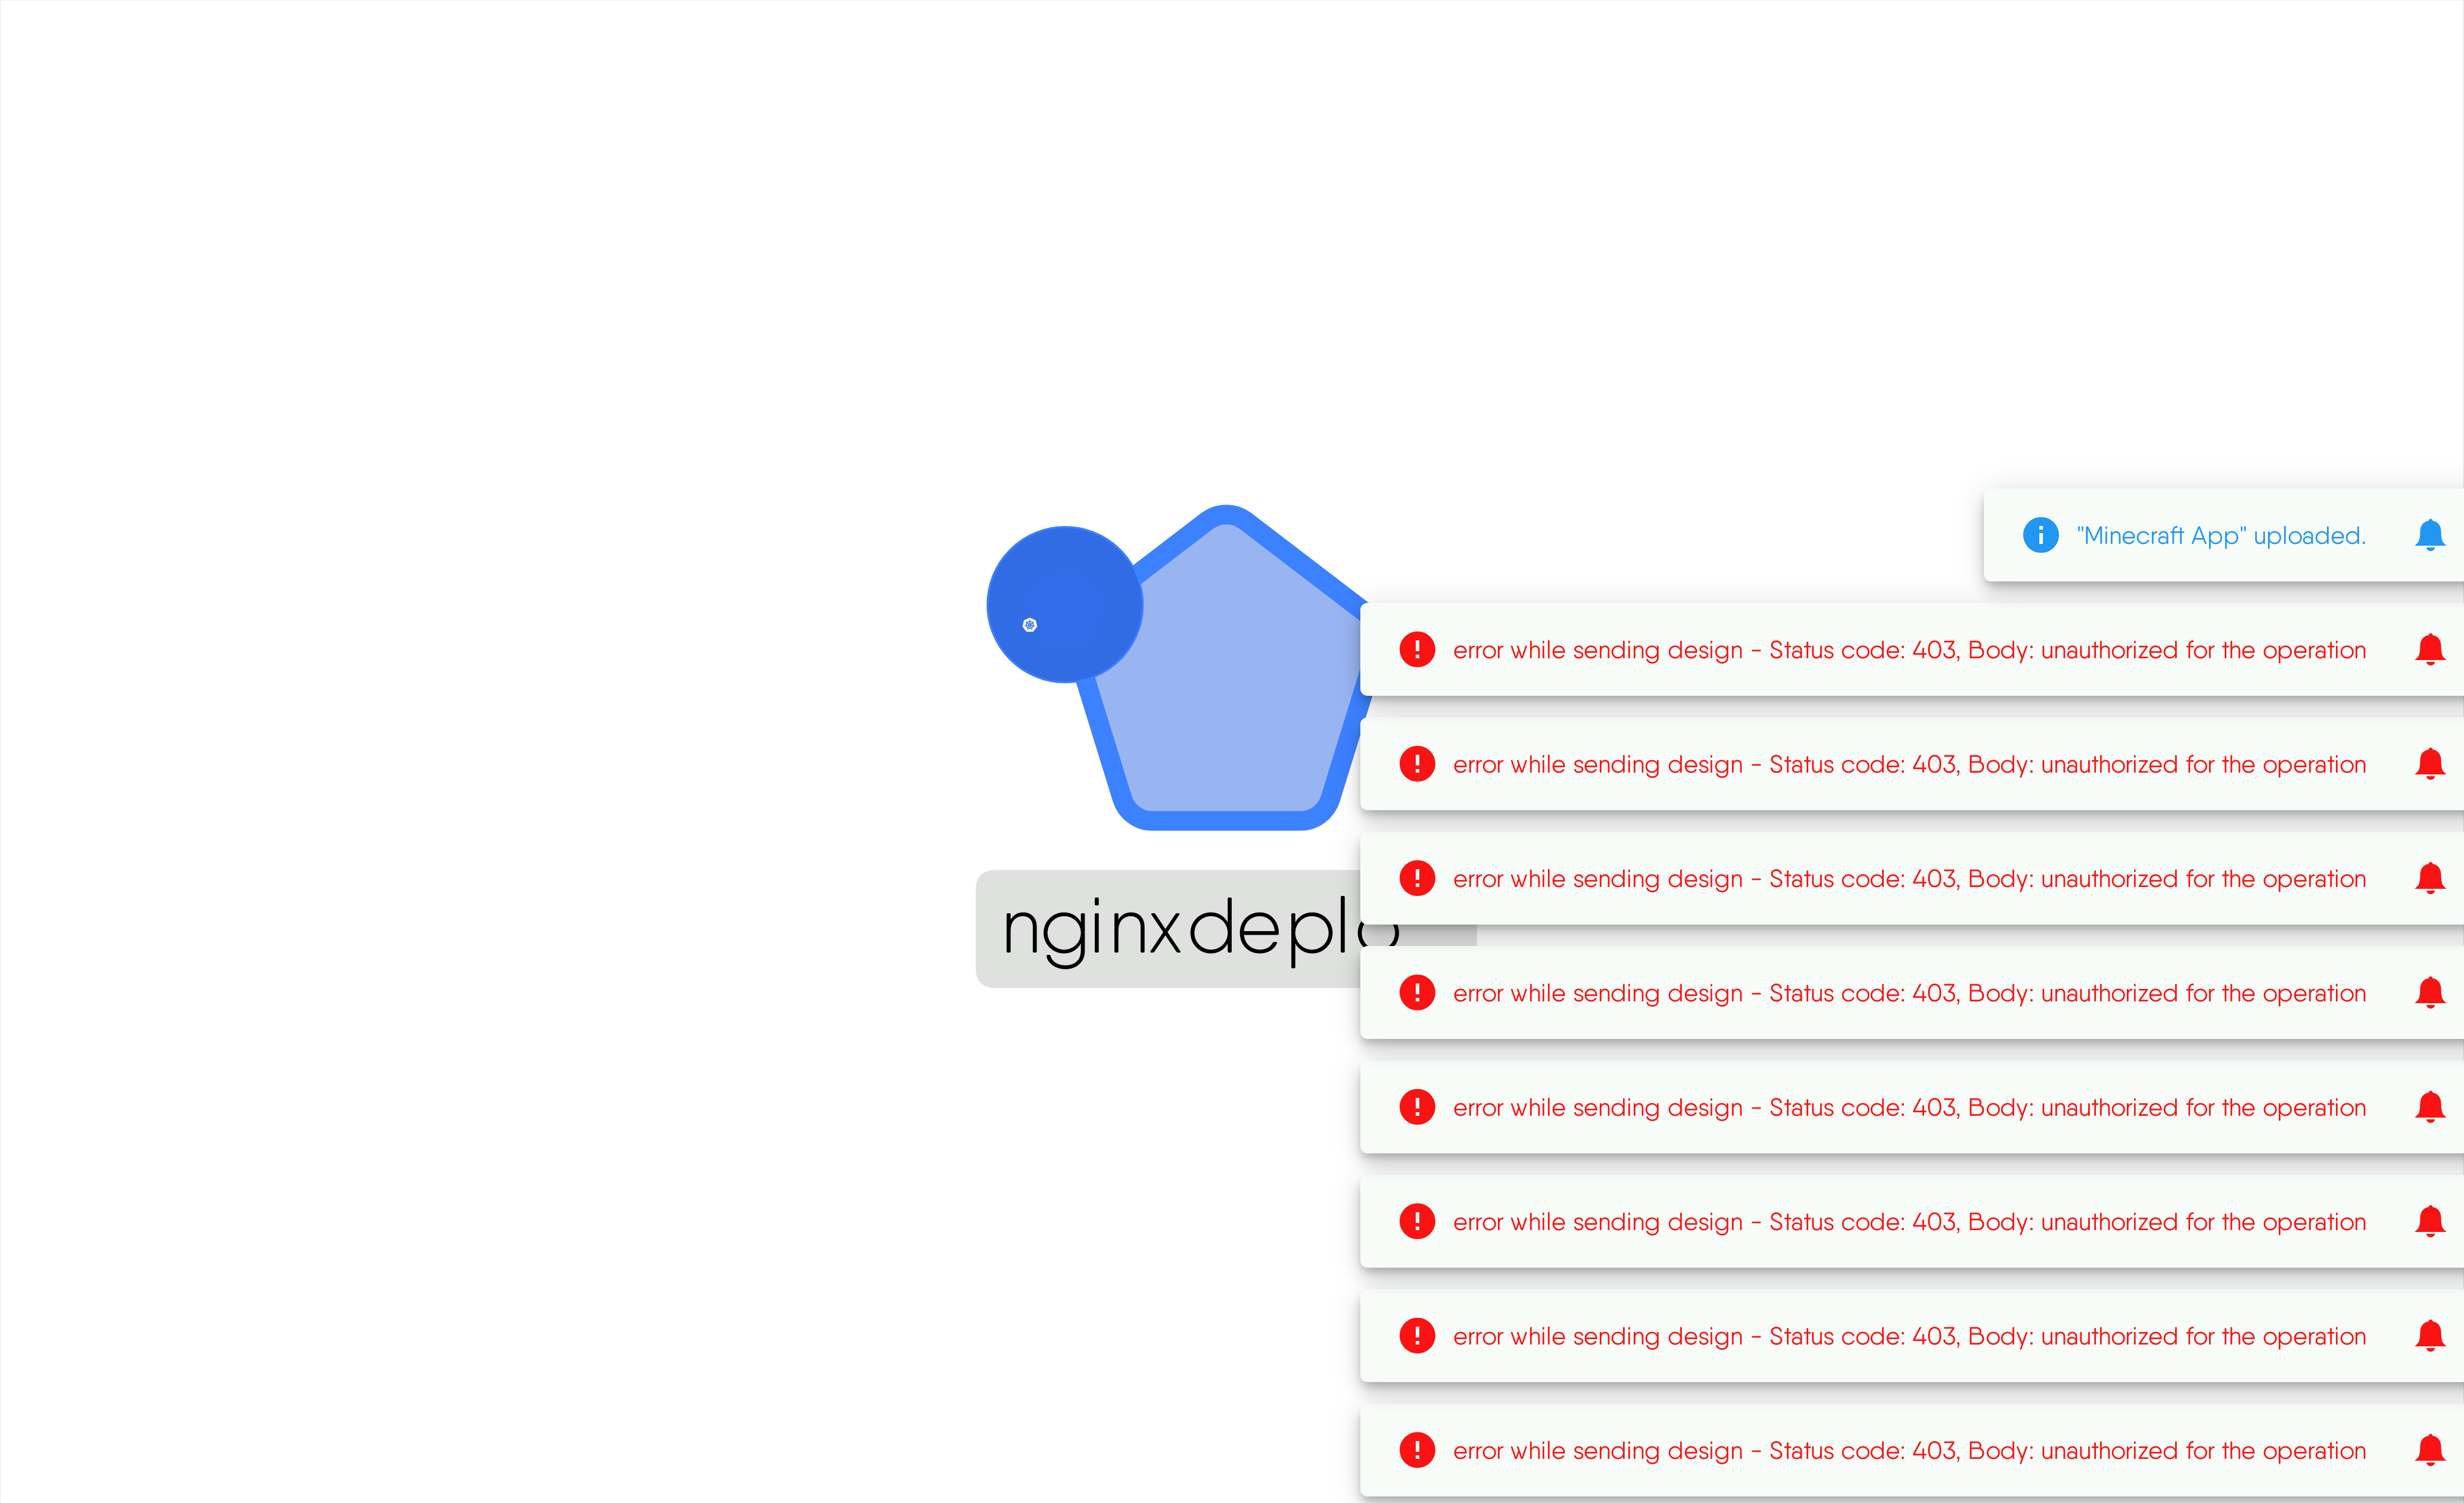 "Minecraft App" uploaded.
error while sending design - Status code: 403, Body: unauthorized for the operation
error while sending design - Status code: 403, Body: unauthorized for the operation
error while sending design - Status code: 403, Body: unauthorized for the operation
nginxdeplo
error while sending design - Status code: 403, Body: unauthorized for the operation
error while sending design - Status code: 403, Body: unauthorized for the operation
error while sending design - Status code: 403, Body: unauthorized for the operation
error while sending design - Status code: 403, Body: unauthorized for the operation
error while sending design - Status code: 403, Body: unauthorized for the operation